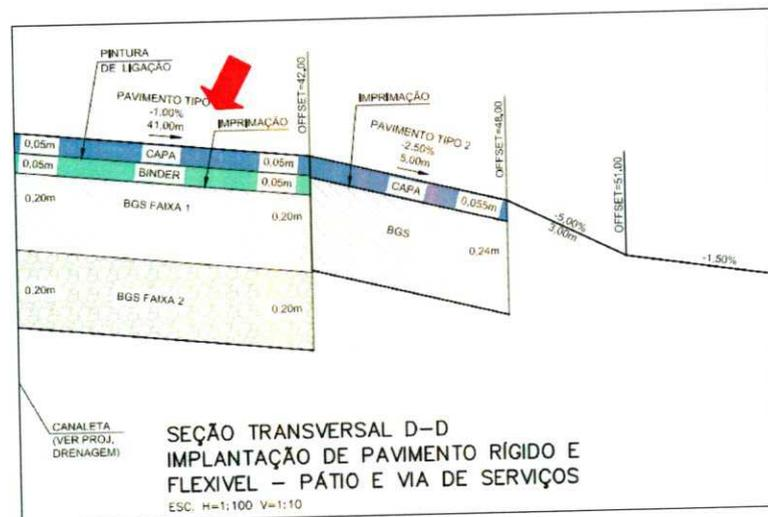 PINTURA
DE LIGAÇÃO
PAVIMENTO TIPO
-1,00%
41,00m
IMPRIMAÇÃO
OFFSET=42,00
IMPRIMAÇÃO
PAVIMENTO TIPO 2
-2,50%
5,00m
OFFSET=48,00
OFFSET=51,00
0,05m
CAPA
0,05m
0,05m
BINDER
0,05m
CAPA
0,055m
-5,00%
3,00m
-1,50%
0,20m
BGS FAIXA 1
0,20m
BGS
0,24m
0,20m
BGS FAIXA 2
0,20m
CANALETA
(VER PROJ.
DRENAGEM)
SEÇÃO TRANSVERSAL D-D
IMPLANTAÇÃO DE PAVIMENTO RÍGIDO E
FLEXIVEL - PÁTIO E VIA DE SERVIÇOS
ESC. H=1:100 V=1:10